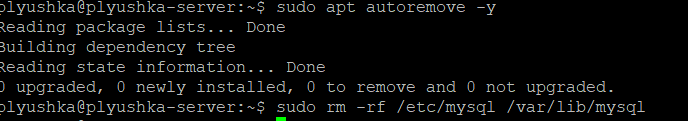 plyushka@plyushka-server:~$ sudo apt autoremove -y
Reading package lists... Done
Building dependency tree
Reading state information... Done
0 upgraded, 0 newly installed, 0 to remove and 0 not upgraded.
plyushka@plyushka-server:~$ sudo rm -rf /etc/mysql /var/lib/mysql